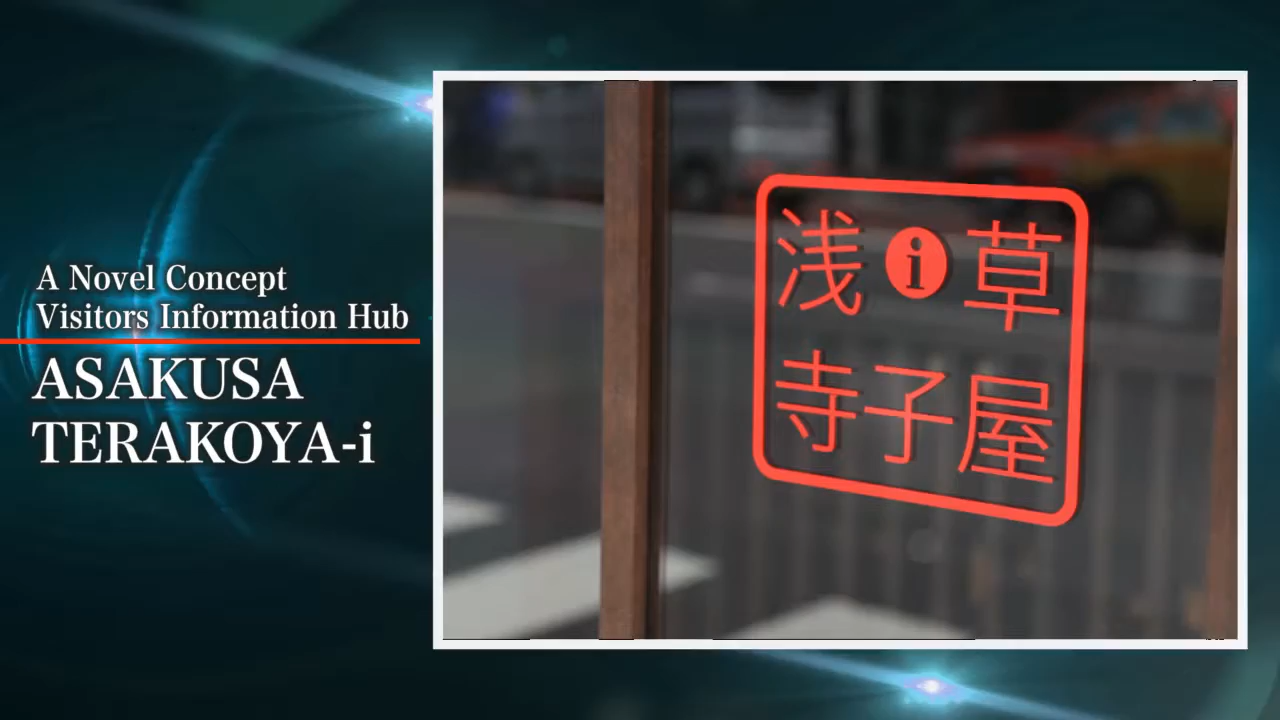 A Novel Concept
Visitors Information Hub
ASAKUSA
TERAKOYA-i
浅 i 草
寺子屋